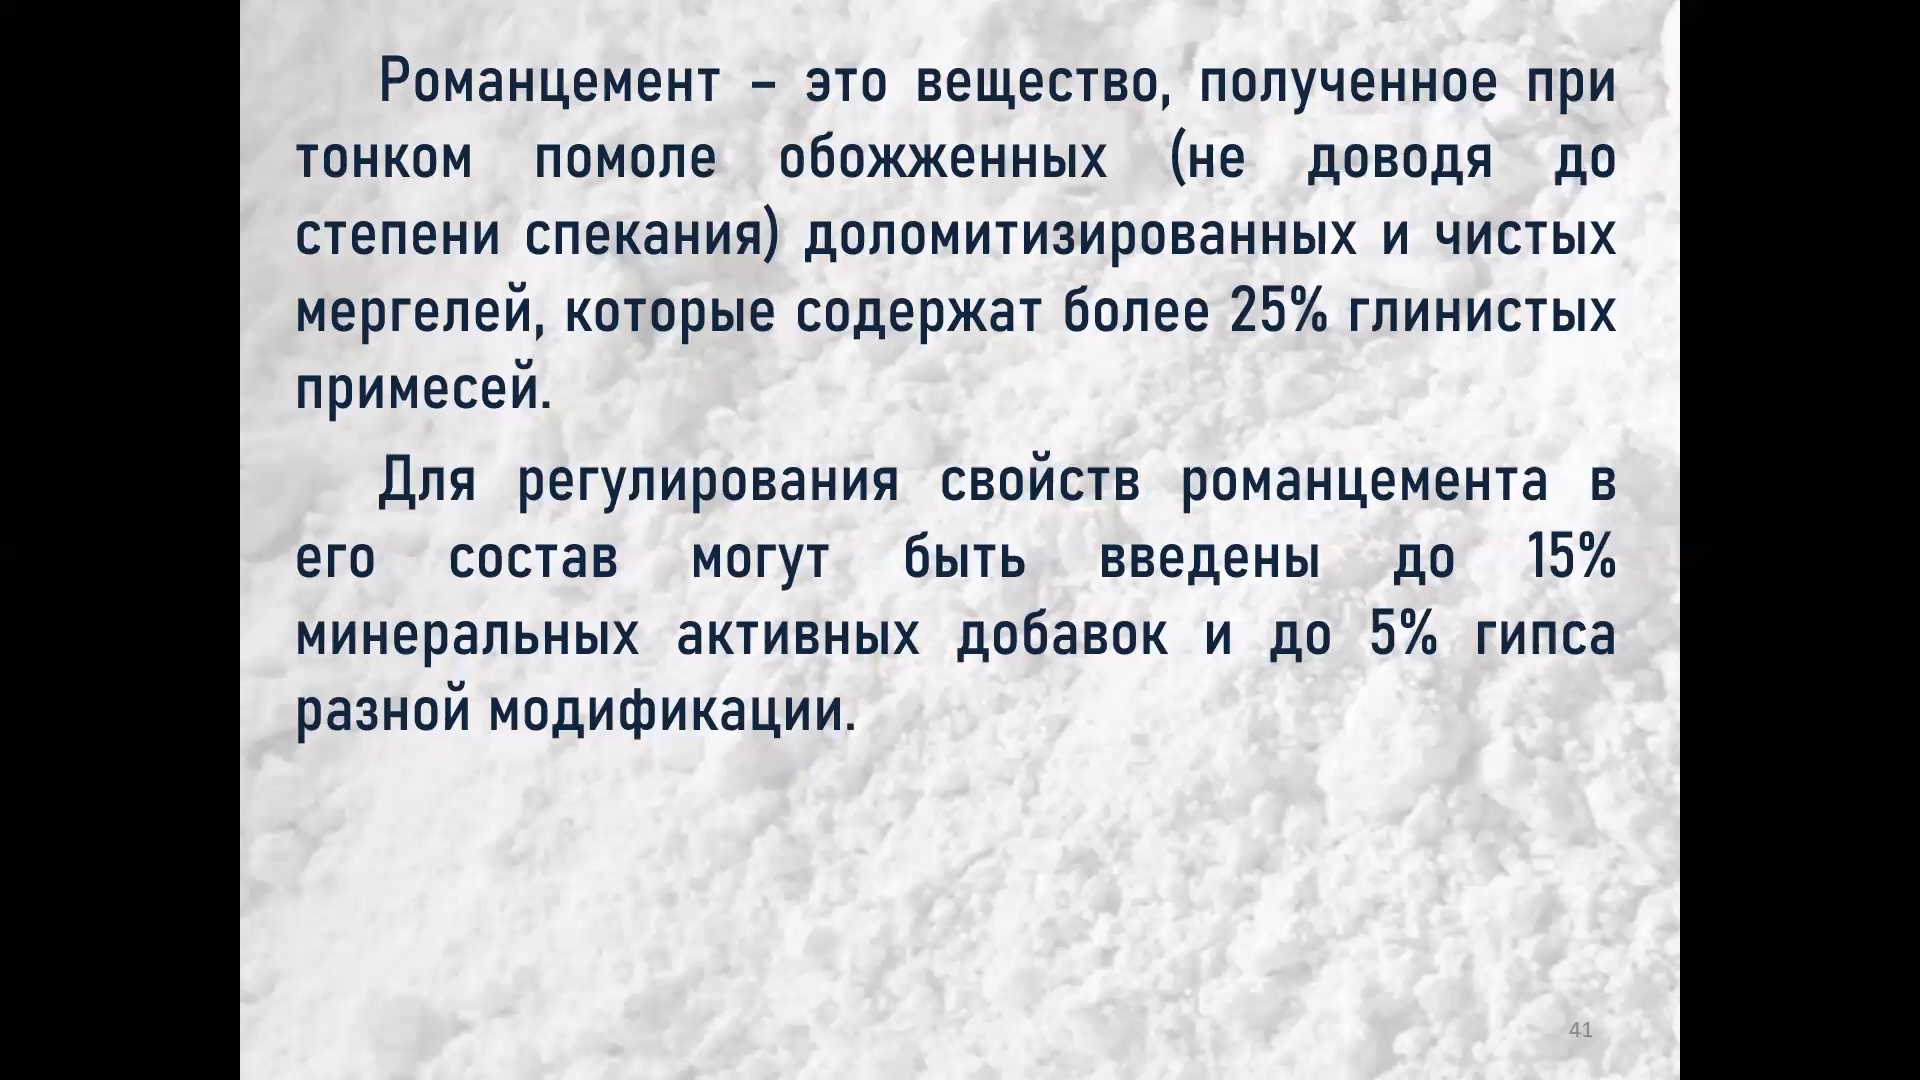 Романцемент – это вещество, полученное при
тонком помоле обожженных (не доводя до
степени спекания) доломитизированных и чистых
мергелей, которые содержат более 25% глинистых
примесей.
Для регулирования свойств романцемента в
его состав могут быть введены до 15%
минеральных активных добавок и до 5% гипса
разной модификации.
41